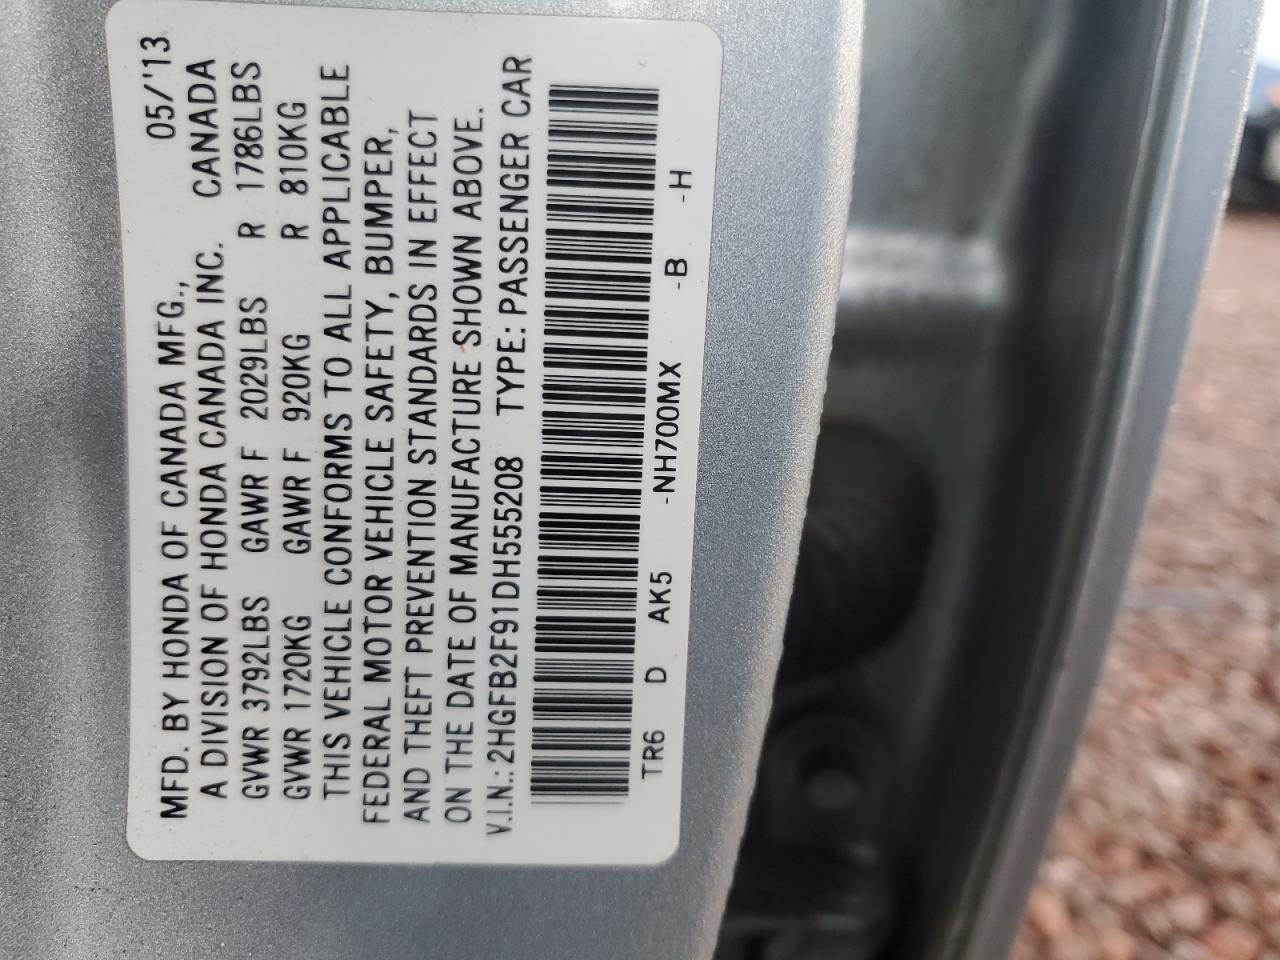 MFD. BY HONDA OF CANADA MFG., 05/'13
A DIVISION OF HONDA CANADA INC. CANADA
GVWR 3792LBS GAWR F 2029LBS R 1786LBS
GVWR 1720KG GAWR F 920KG R 810KG
THIS VEHICLE CONFORMS TO ALL APPLICABLE
FEDERAL MOTOR VEHICLE SAFETY, BUMPER,
AND THEFT PREVENTION STANDARDS IN EFFECT
ON THE DATE OF MANUFACTURE SHOWN ABOVE.
V.I.N.: 2HGFB2F91DH555208 TYPE: PASSENGER CAR
TR6 D AK5 -NH700MX -B -H